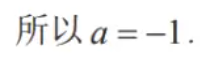 所以 a = −1.